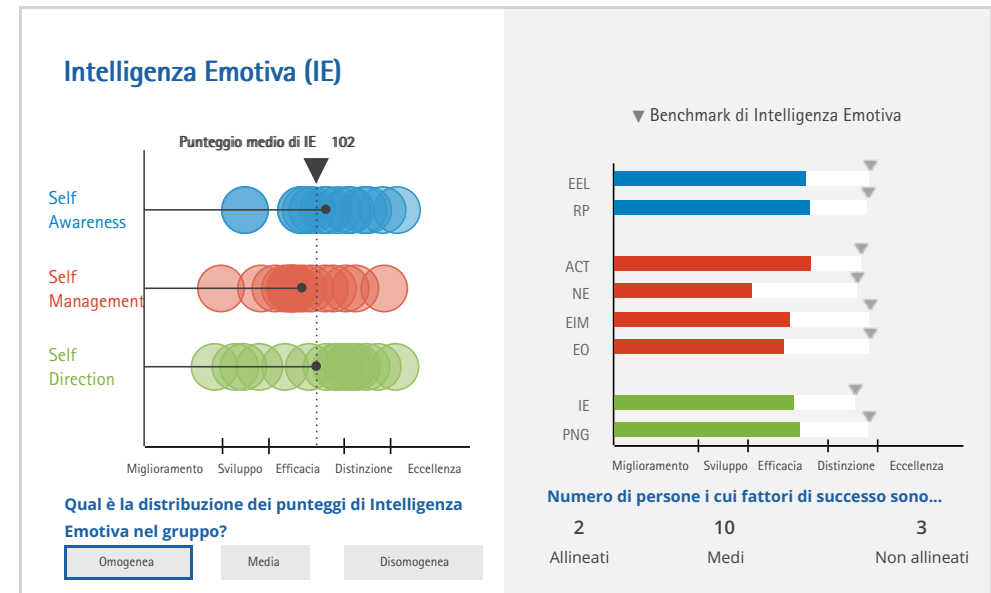 Intelligenza Emotiva (IE)
Punteggio medio di IE 102
Self
Awareness
Self
Management
Self
Direction
Miglioramento Sviluppo Efficacia Distinzione Eccellenza
Qual è la distribuzione dei punteggi di Intelligenza
Emotiva nel gruppo?
Omogenea Media Disomogenea
▼ Benchmark di Intelligenza Emotiva
EEL
RP
ACT
NE
EIM
EO
IE
PNG
Miglioramento Sviluppo Efficacia Distinzione Eccellenza
Numero di persone i cui fattori di successo sono...
2 10 3
Allineati Medi Non allineati